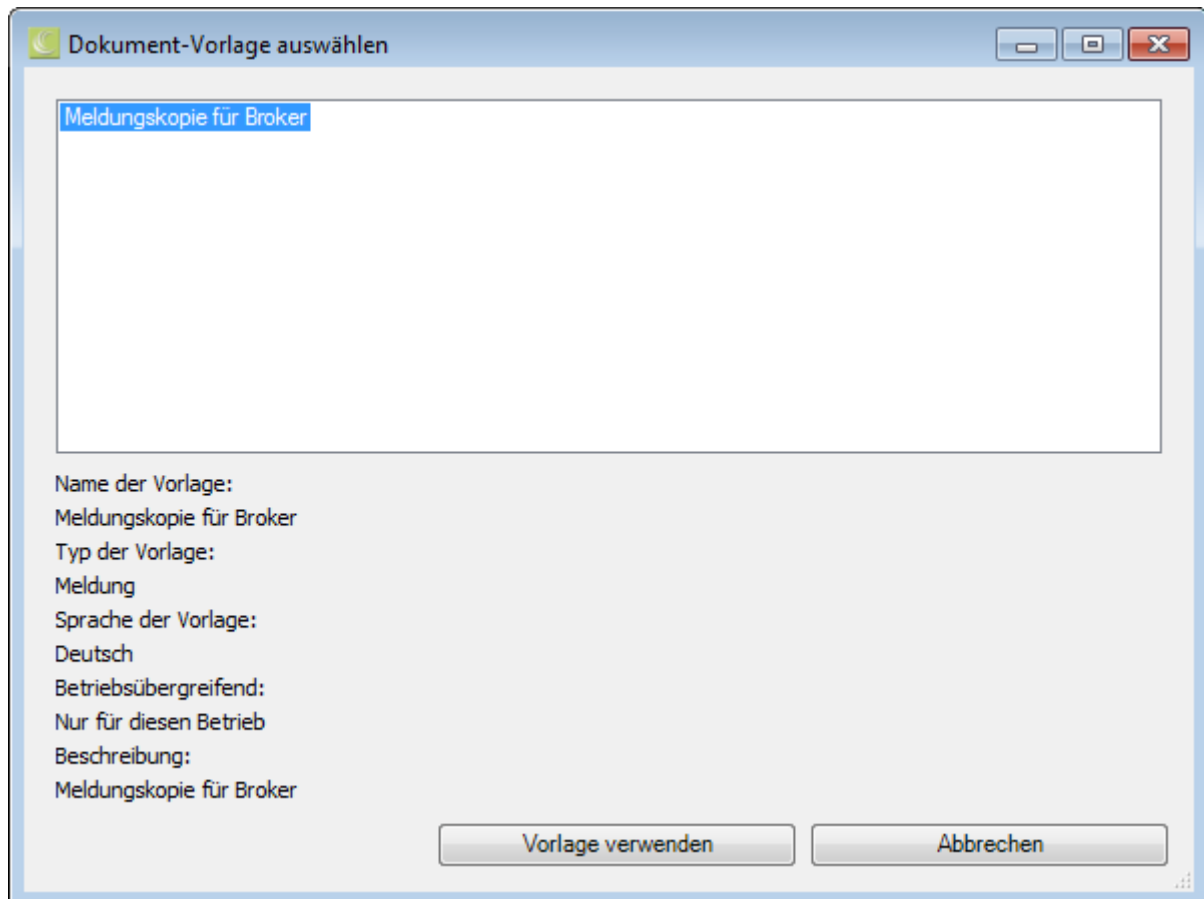 Dokument-Vorlage auswählen
Meldungskopie für Broker
Name der Vorlage:
Meldungskopie für Broker
Typ der Vorlage:
Meldung
Sprache der Vorlage:
Deutsch
Betriebsübergreifend:
Nur für diesen Betrieb
Beschreibung:
Meldungskopie für Broker
Vorlage verwenden Abbrechen